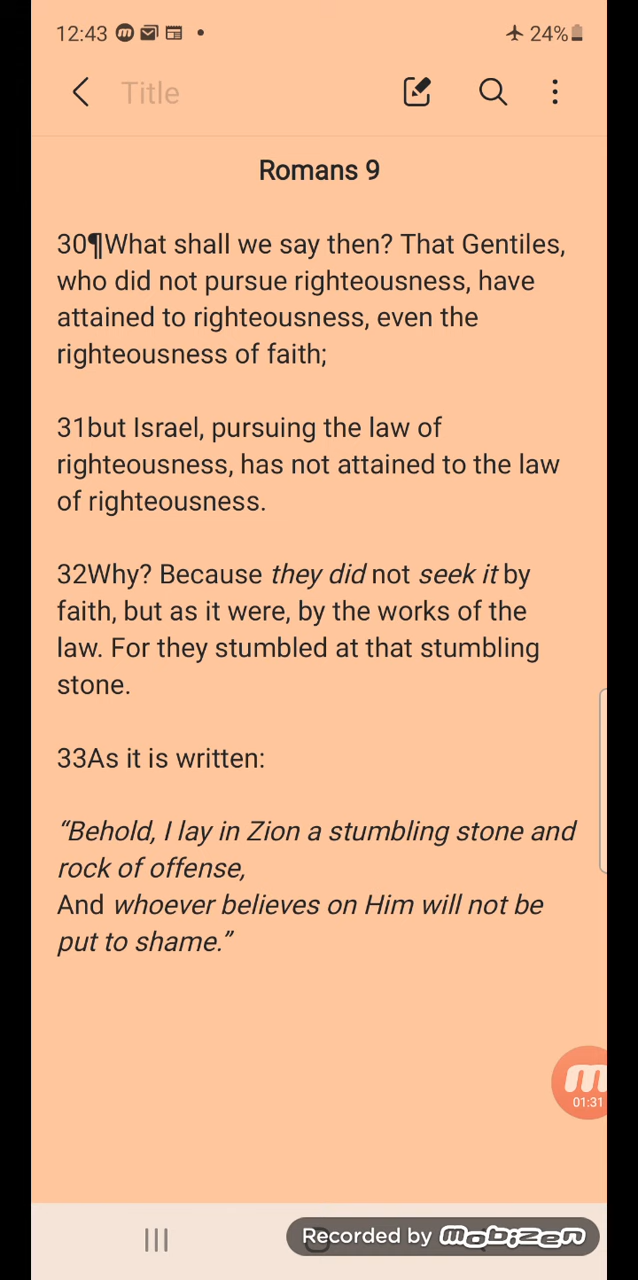 12:43
24%
Title
Romans 9
30¶What shall we say then? That Gentiles,
who did not pursue righteousness, have
attained to righteousness, even the
righteousness of faith;
31but Israel, pursuing the law of
righteousness, has not attained to the law
of righteousness.
32Why? Because they did not seek it by
faith, but as it were, by the works of the
law. For they stumbled at that stumbling
stone.
33As it is written:
“Behold, I lay in Zion a stumbling stone and
rock of offense,
And whoever believes on Him will not be
put to shame.”
m
01:31
Recorded by mobizen